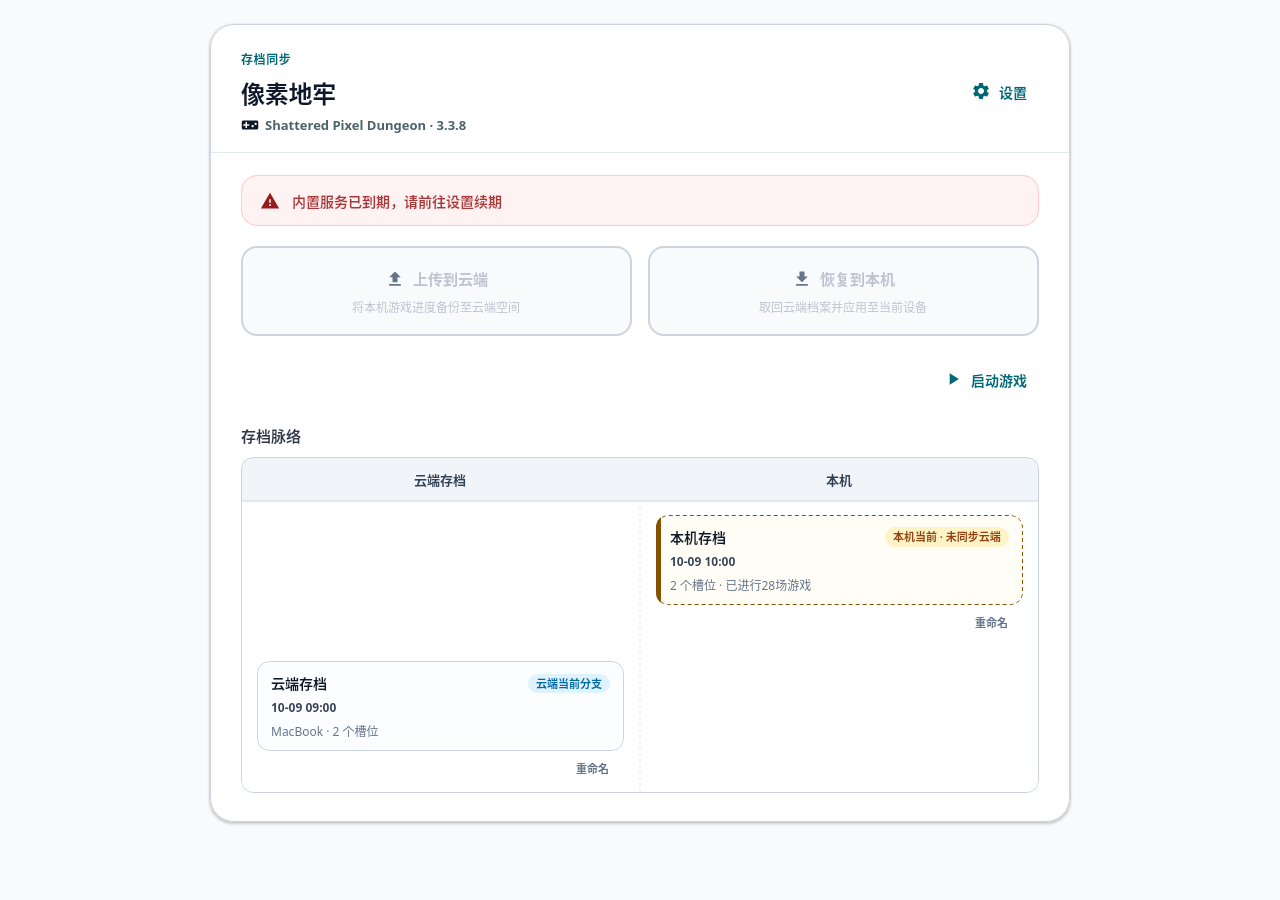 存档同步
像素地牢
设置
Shattered Pixel Dungeon · 3.3.8
内置服务已到期，请前往设置续期
上传到云端
将本机游戏进度备份至云端空间
恢复到本机
取回云端档案并应用至当前设备
启动游戏
存档脉络
云端存档
本机
本机存档
本机当前 · 未同步云端
10-09 10:00
2 个槽位 · 已进行28场游戏
重命名
云端存档
云端当前分支
10-09 09:00
MacBook · 2 个槽位
重命名